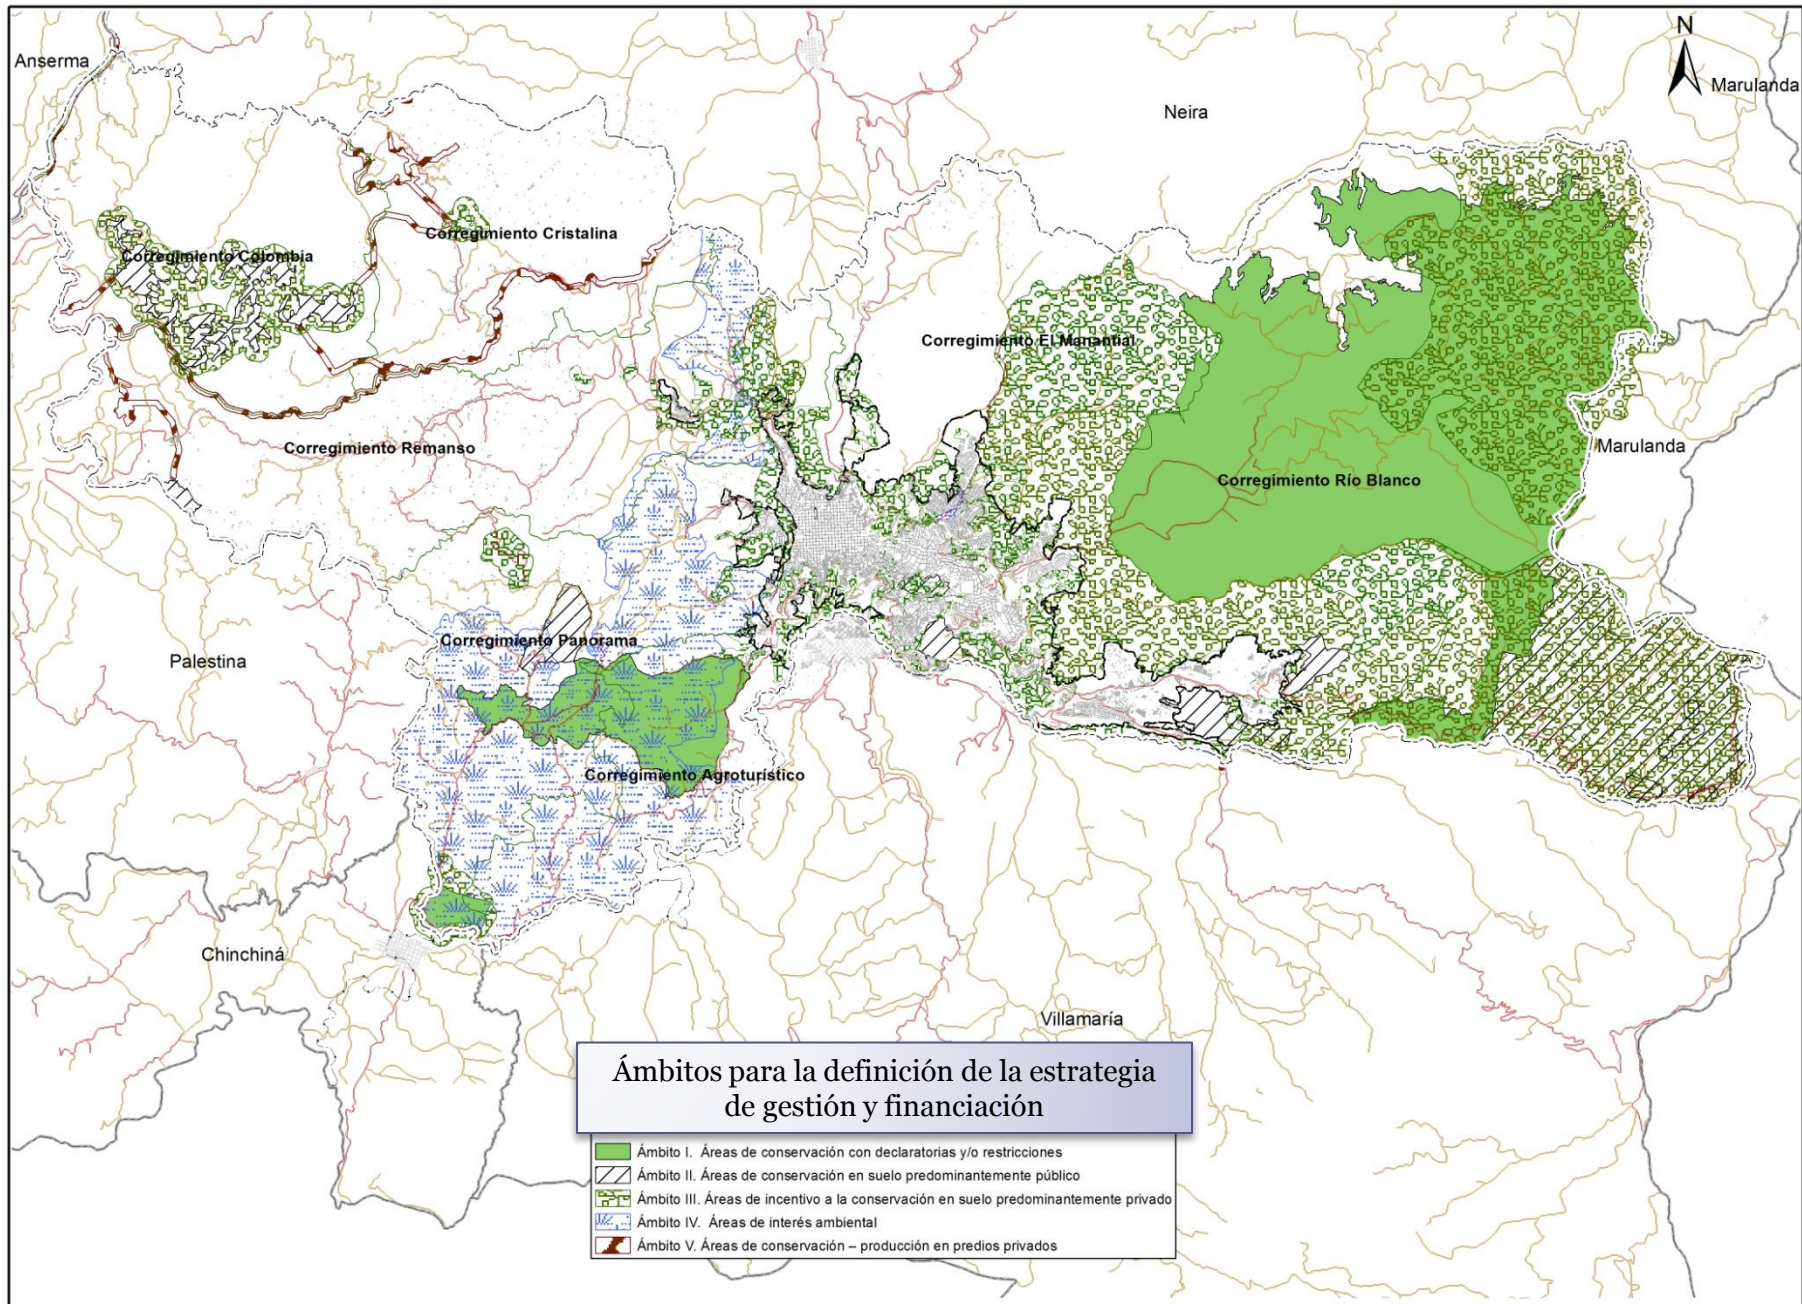 N
Anserma
Marulanda
Neira
Corregimiento Cristalina
Corregimiento Colombia
Corregimiento El Manantial
Corregimiento Remanso
Marulanda
Corregimiento Río Blanco
Corregimiento Panorama
Palestina
Corregimiento Agroturístico
Chinchiná
Villamaría
Ámbitos para la definición de la estrategia
de gestión y financiación
Ámbito I. Áreas de conservación con declaratorias y/o restricciones
Ámbito II. Áreas de conservación en suelo predominantemente público
Ámbito III. Áreas de incentivo a la conservación en suelo predominantemente privado
Ámbito IV. Áreas de interés ambiental
Ámbito V. Áreas de conservación – producción en predios privados